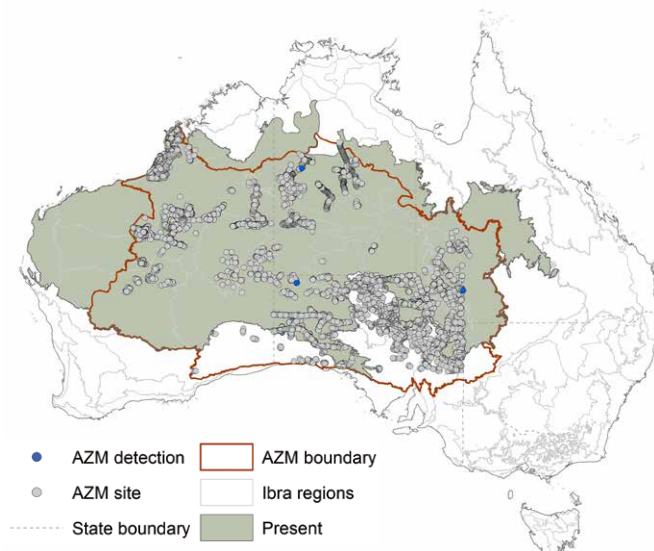 AZM detection
AZM boundary
AZM site
Ibra regions
State boundary
Present